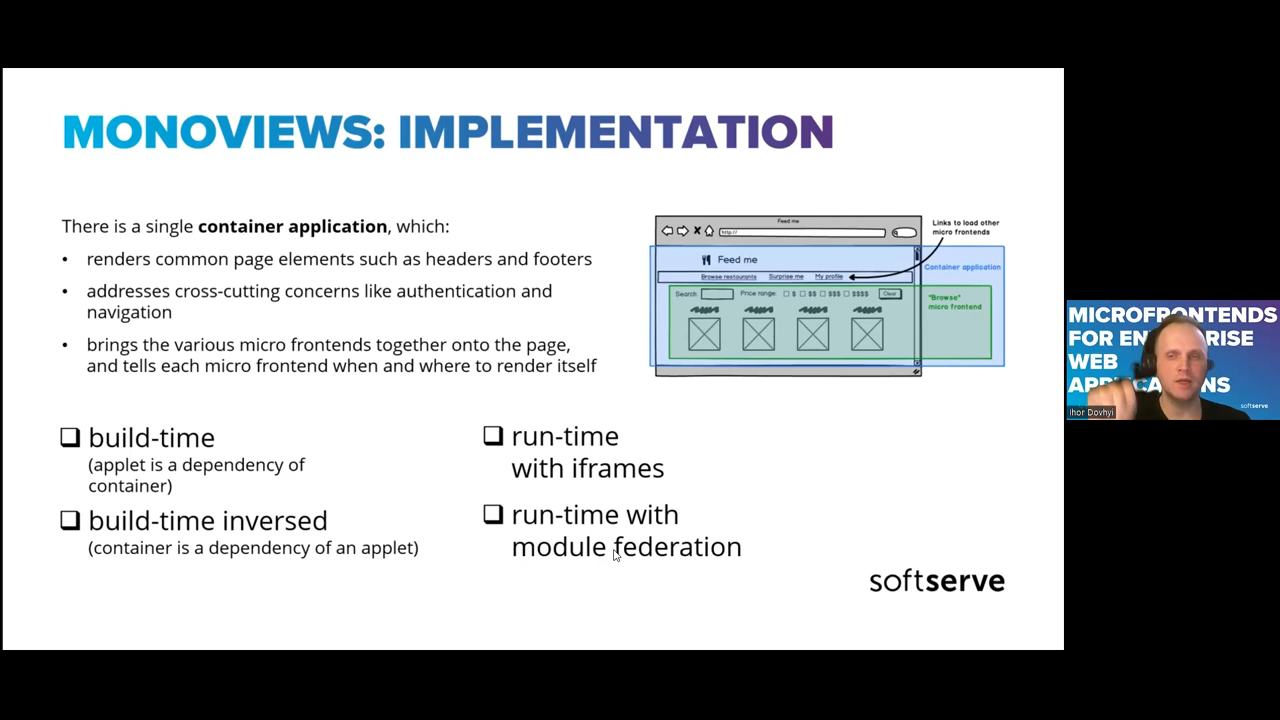 MONOVIEWS: IMPLEMENTATION
There is a single container application, which:
• renders common page elements such as headers and footers
• addresses cross-cutting concerns like authentication and
navigation
• brings the various micro frontends together onto the page,
and tells each micro frontend when and where to render itself
Feed me
http://
Links to load other
micro frontends
Feed me
Container application
Browse restaurants Surprise me My profile
Search Price range: $ $$ $$$ $$$$ Clear
"Browse"
micro frontend
❑ build-time
(applet is a dependency of
container)
❑ build-time inversed
(container is a dependency of an applet)
❑ run-time
with iframes
❑ run-time with
module federation
softserve
MICROFRONTENDS
FOR ENTERPRISE
WEB
APPLICATIONS
softserve
Ihor Dovhyi